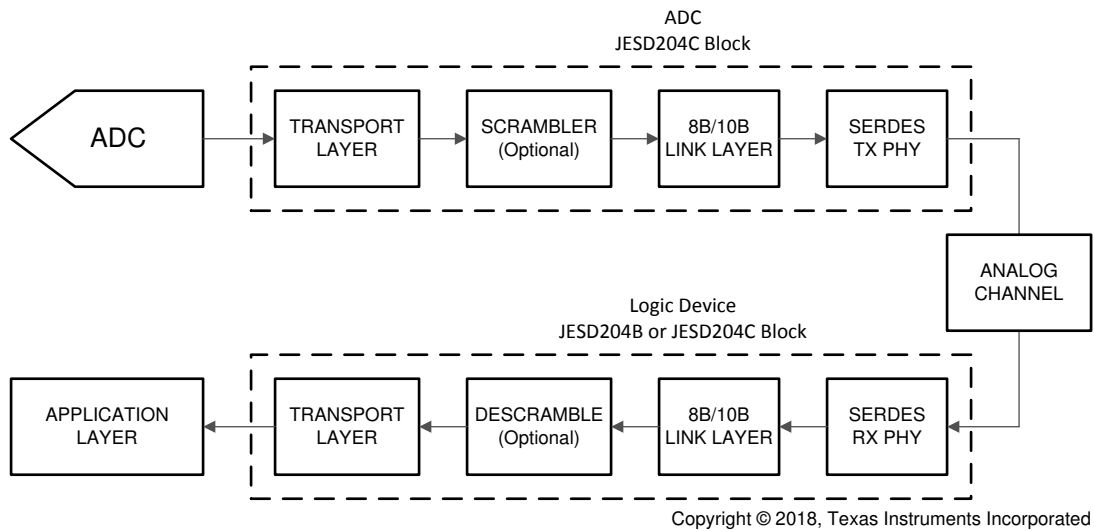 ADC
JESD204C Block
ADC
TRANSPORT
LAYER
SCRAMBLER
(Optional)
8B/10B
LINK LAYER
SERDES
TX PHY
ANALOG
CHANNEL
Logic Device
JESD204B or JESD204C Block
APPLICATION
LAYER
TRANSPORT
LAYER
DESCRAMBLE
(Optional)
8B/10B
LINK LAYER
SERDES
RX PHY
Copyright © 2018, Texas Instruments Incorporated